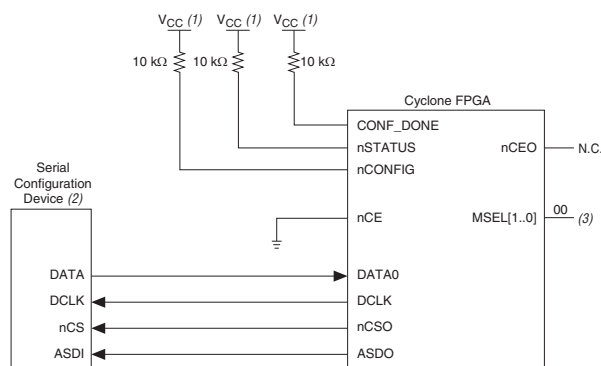 VCC (1) VCC (1) VCC (1)
10 kΩ 10 kΩ 10 kΩ
Cyclone FPGA
CONF_DONE
nSTATUS nCEO N.C.
nCONFIG
Serial
Configuration
Device (2)
nCE MSEL[1..0] 00 (3)
DATA DATA0
DCLK DCLK
nCS nCSO
ASDI ASDO